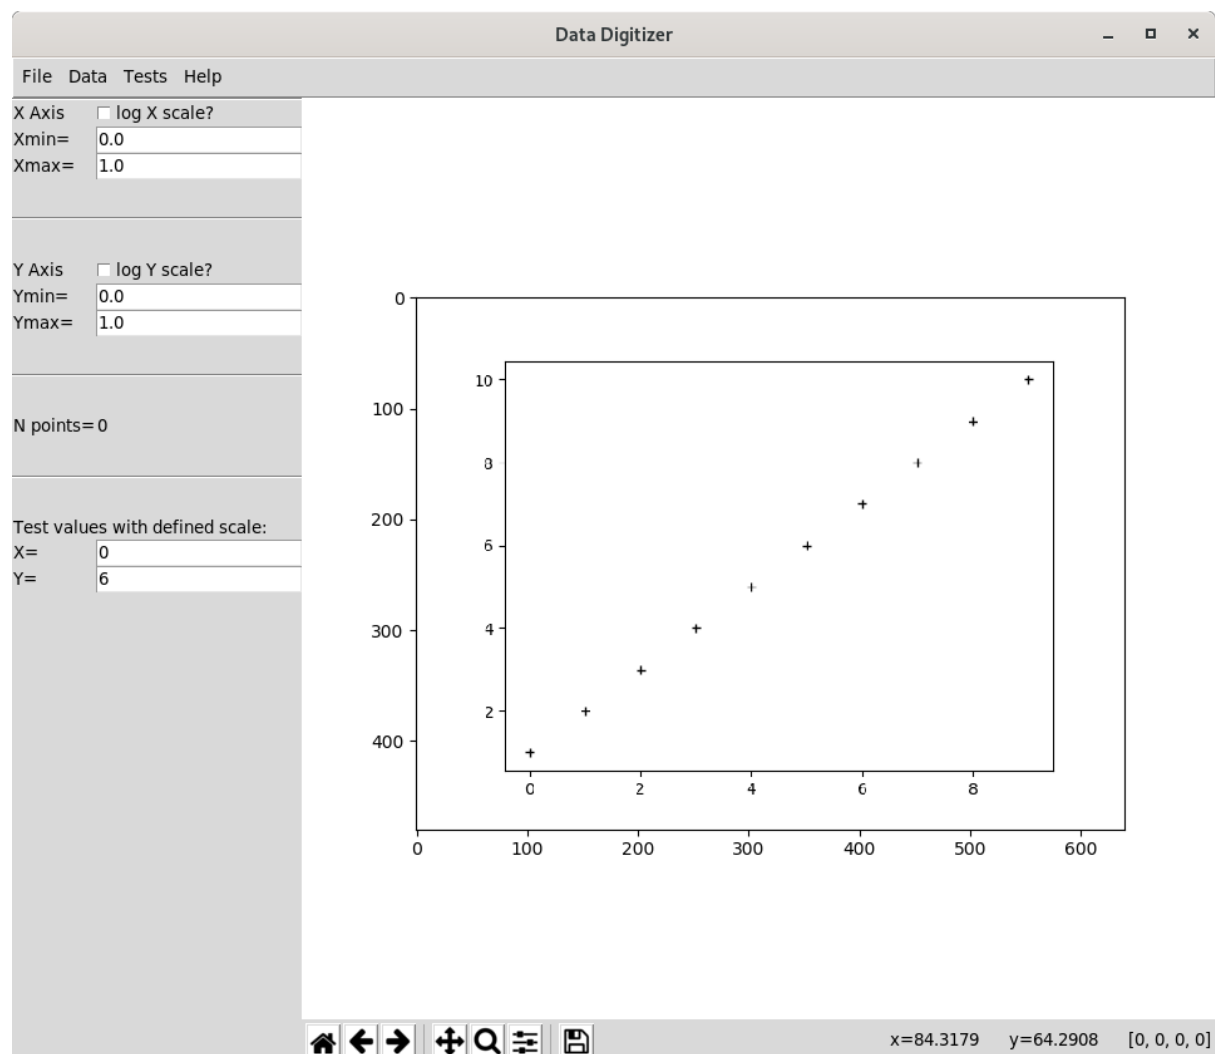 Data Digitizer
File Data Tests Help
X Axis log X scale?
Xmin= 0.0
Xmax= 1.0
Y Axis log Y scale?
Ymin= 0.0
Ymax= 1.0
N points= 0
Test values with defined scale:
X= 0
Y= 6
0
100
200
300
400
10
8
6
4
2
0 2 4 6 8
0 100 200 300 400 500 600
x=84.3179 y=64.2908 [0, 0, 0, 0]